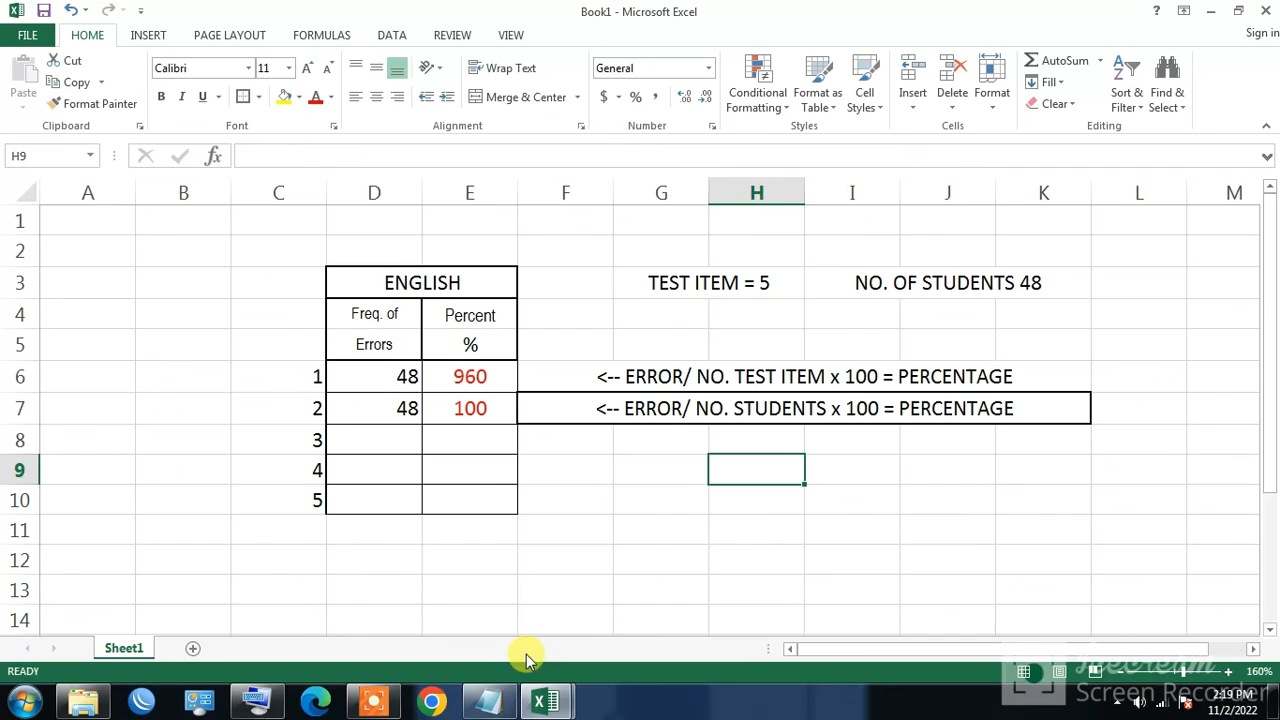 Book1 - Microsoft Excel
?
FILE HOME INSERT PAGE LAYOUT FORMULAS DATA REVIEW VIEW Sign in
Paste Cut Copy Format Painter
Calibri 11
B I U A
Wrap Text
Merge & Center
General
$ % ,
Conditional Formatting
Format as Table
Cell Styles
Insert Delete Format
AutoSum Fill Clear
Sort & Filter
Find & Select
Clipboard Font Alignment Number Styles Cells Editing
H9 fx
A B C D E F G H I J K L M
1
2
3 ENGLISH TEST ITEM = 5 NO. OF STUDENTS 48
4 Freq. of Percent
5 Errors %
6 1 48 960 <-- ERROR/ NO. TEST ITEM x 100 = PERCENTAGE
7 2 48 100 <-- ERROR/ NO. STUDENTS x 100 = PERCENTAGE
8 3
9 4
10 5
11
12
13
14
Sheet1
READY 160%
Screen Recorder
2:19 PM
11/2/2022